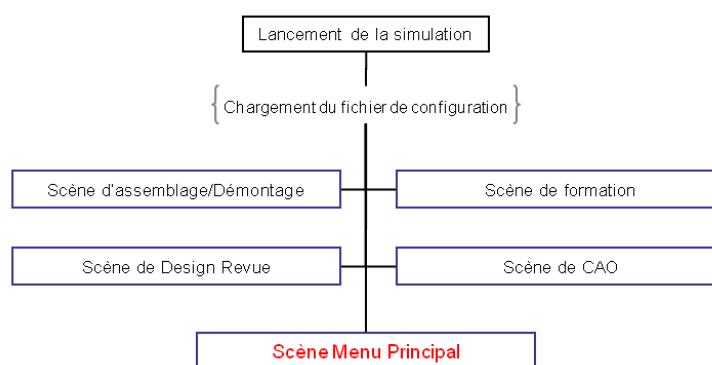 Lancement de la simulation
{ Chargement du fichier de configuration }
Scène d'assemblage/Démontage
Scène de formation
Scène de Design Revue
Scène de CAO
Scène Menu Principal